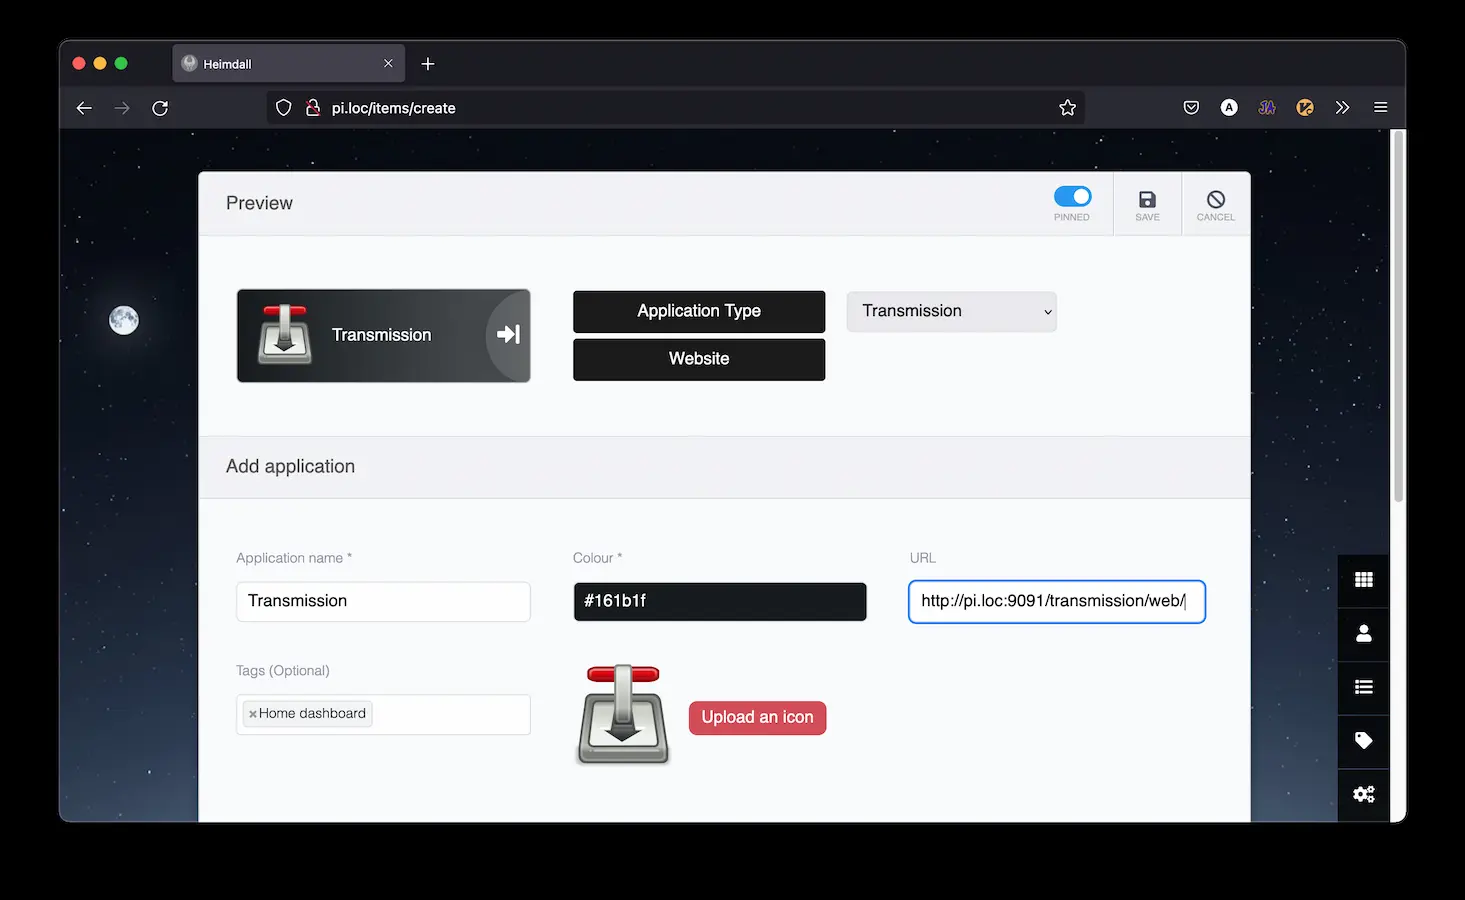 Heimdall
pi.loc/items/create
A
JA
Preview
PINNED
SAVE
CANCEL
Transmission
Application Type
Transmission
Website
Add application
Application name *
Colour *
URL
Transmission
#161b1f
http://pi.loc:9091/transmission/web/
Tags (Optional)
×Home dashboard
Upload an icon